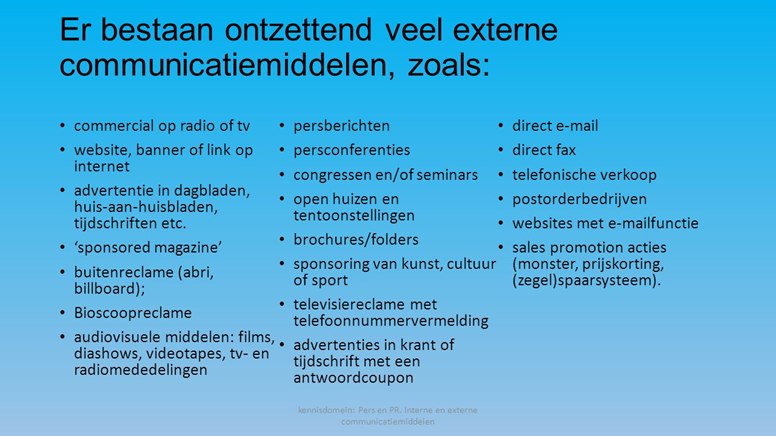 Er bestaan ontzettend veel externe
communicatiemiddelen, zoals:
• commercial op radio of tv
• website, banner of link op
internet
• advertentie in dagbladen,
huis-aan-huisbladen,
tijdschriften etc.
• ‘sponsored magazine’
• buitenreclame (abri,
billboard);
• Bioscoopreclame
• audiovisuele middelen: films,
diashows, videotapes, tv- en
radiomededelingen
• persberichten
• persconferenties
• congressen en/of seminars
• open huizen en
tentoonstellingen
• brochures/folders
• sponsoring van kunst, cultuur
of sport
• televisiereclame met
telefoonnummervermelding
• advertenties in krant of
tijdschrift met een
antwoordcoupon
• direct e-mail
• direct fax
• telefonische verkoop
• postorderbedrijven
• websites met e-mailfunctie
• sales promotion acties
(monster, prijskorting,
(zegel)spaarsysteem).
kennisdomein: Pers en PR. Interne en externe
communicatiemiddelen